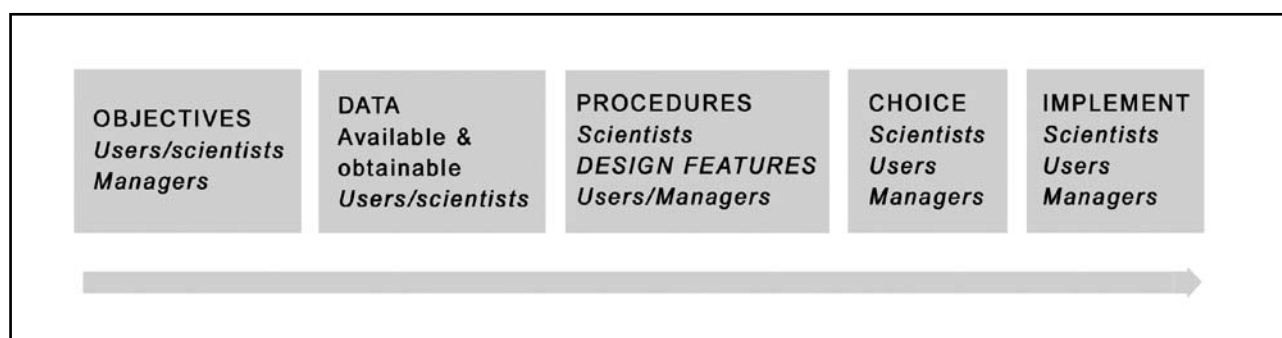 OBJECTIVES
Users/scientists
Managers
DATA
Available &
obtainable
Users/scientists
PROCEDURES
Scientists
DESIGN FEATURES
Users/Managers
CHOICE
Scientists
Users
Managers
IMPLEMENT
Scientists
Users
Managers